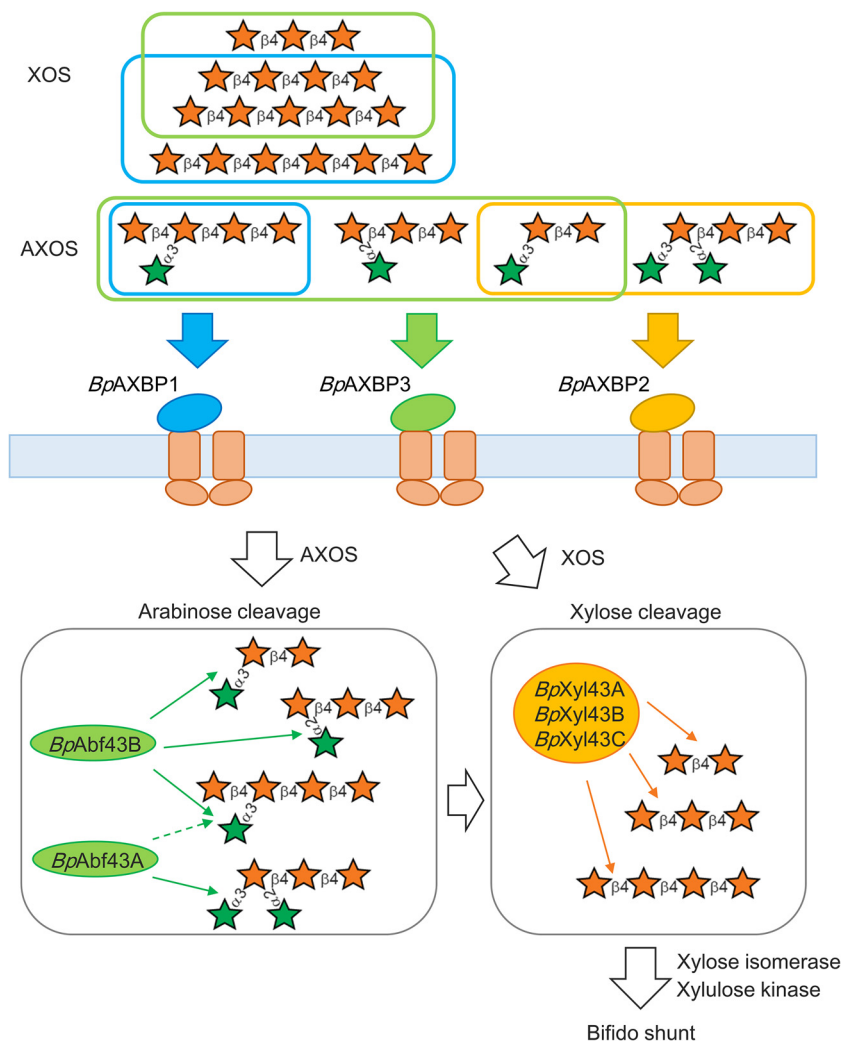 XOS
β4 β4
β4 β4 β4
β4 β4 β4 β4
β4 β4 β4 β4 β4
AXOS
β4 β4 β4
α3
β4 β4
α2
β4
α3
β4 β4
α3 α2
BpAXBP1
BpAXBP3
BpAXBP2
AXOS
XOS
Arabinose cleavage
Xylose cleavage
β4
α3
β4 β4
α2
BpAbf43B
β4 β4 β4
α3
BpAbf43A
β4 β4
α3 α2
BpXyl43A
BpXyl43B
BpXyl43C
β4
β4 β4
β4 β4 β4
Xylose isomerase
Xylulose kinase
Bifido shunt